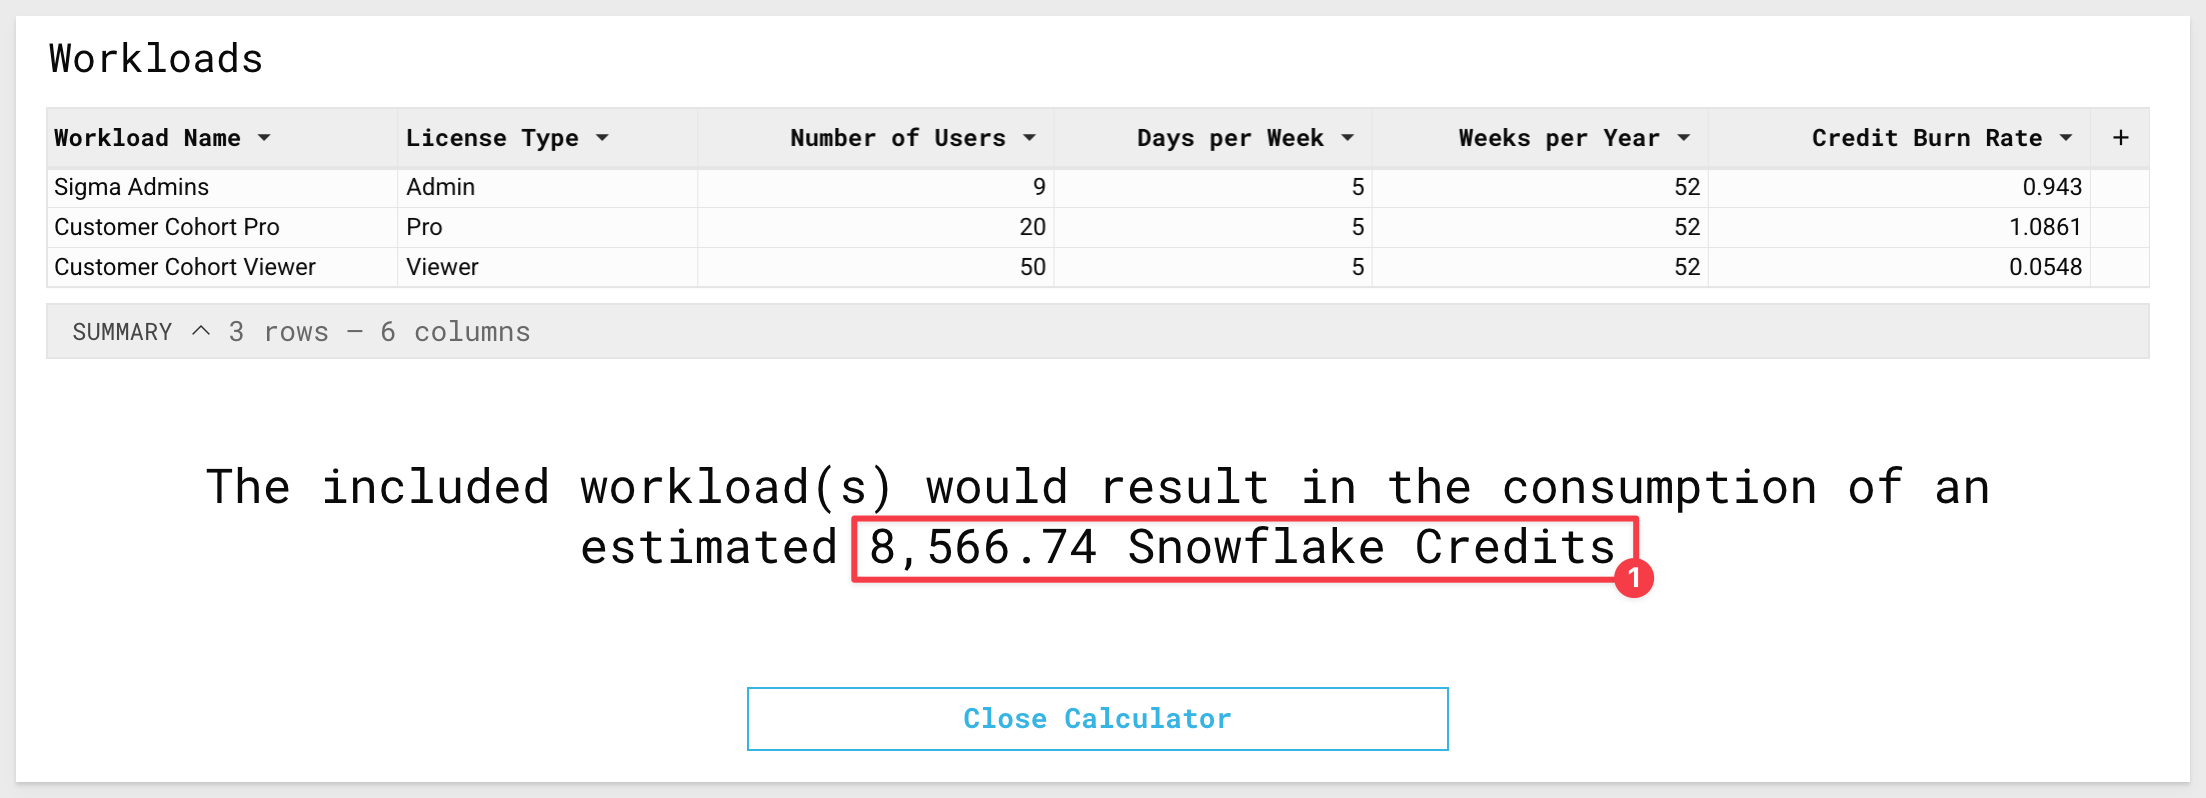 Workloads
Workload Name License Type Number of Users Days per Week Weeks per Year Credit Burn Rate +
Sigma Admins Admin 9 5 52 0.943
Customer Cohort Pro Pro 20 5 52 1.0861
Customer Cohort Viewer Viewer 50 5 52 0.0548
SUMMARY 3 rows – 6 columns
The included workload(s) would result in the consumption of an
estimated 8,566.74 Snowflake Credits
1
Close Calculator